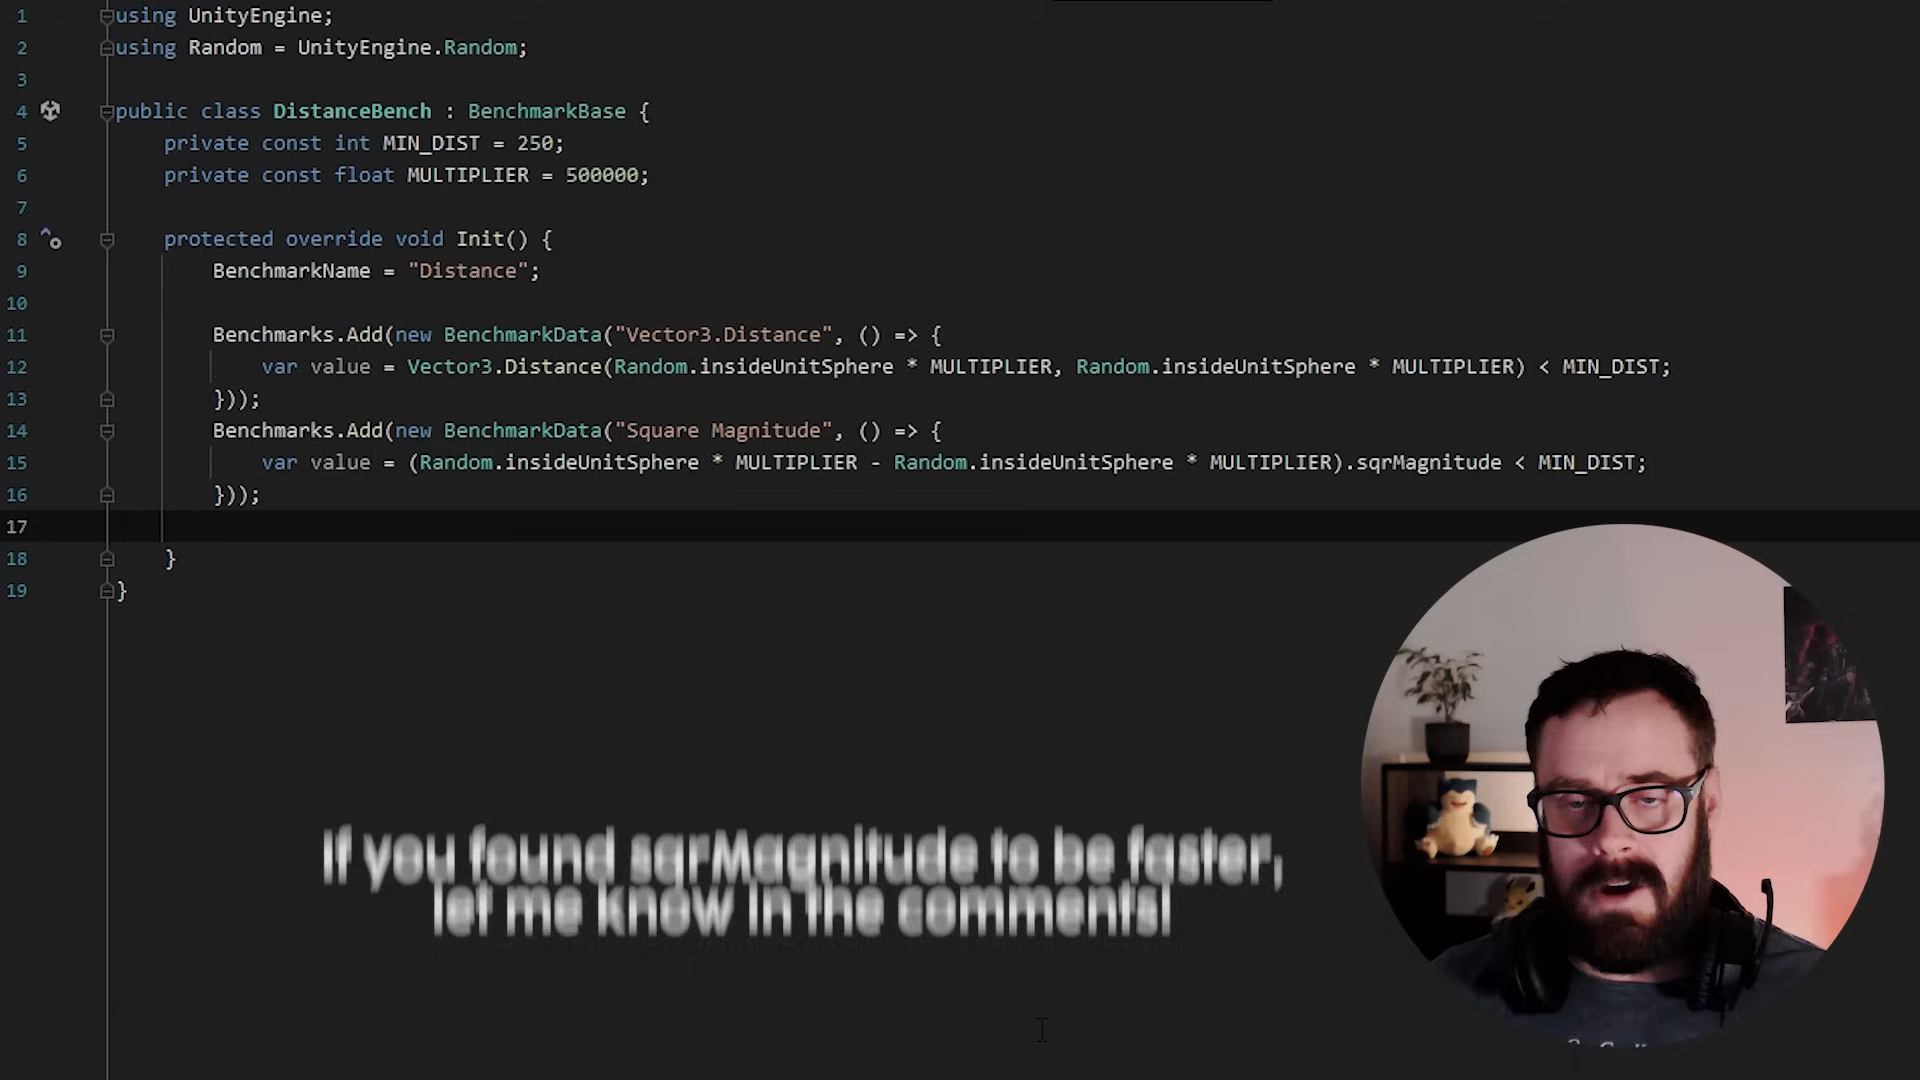 1 using UnityEngine;
2 using Random = UnityEngine.Random;
3
4 public class DistanceBench : BenchmarkBase {
5 private const int MIN_DIST = 250;
6 private const float MULTIPLIER = 500000;
7
8 protected override void Init() {
9 BenchmarkName = "Distance";
10
11 Benchmarks.Add(new BenchmarkData("Vector3.Distance", () => {
12 var value = Vector3.Distance(Random.insideUnitSphere * MULTIPLIER, Random.insideUnitSphere * MULTIPLIER) < MIN_DIST;
13 }));
14 Benchmarks.Add(new BenchmarkData("Square Magnitude", () => {
15 var value = (Random.insideUnitSphere * MULTIPLIER - Random.insideUnitSphere * MULTIPLIER).sqrMagnitude < MIN_DIST;
16 }));
17
18 }
19 }
If you found sqrMagnitude to be faster,
let me know in the comments!